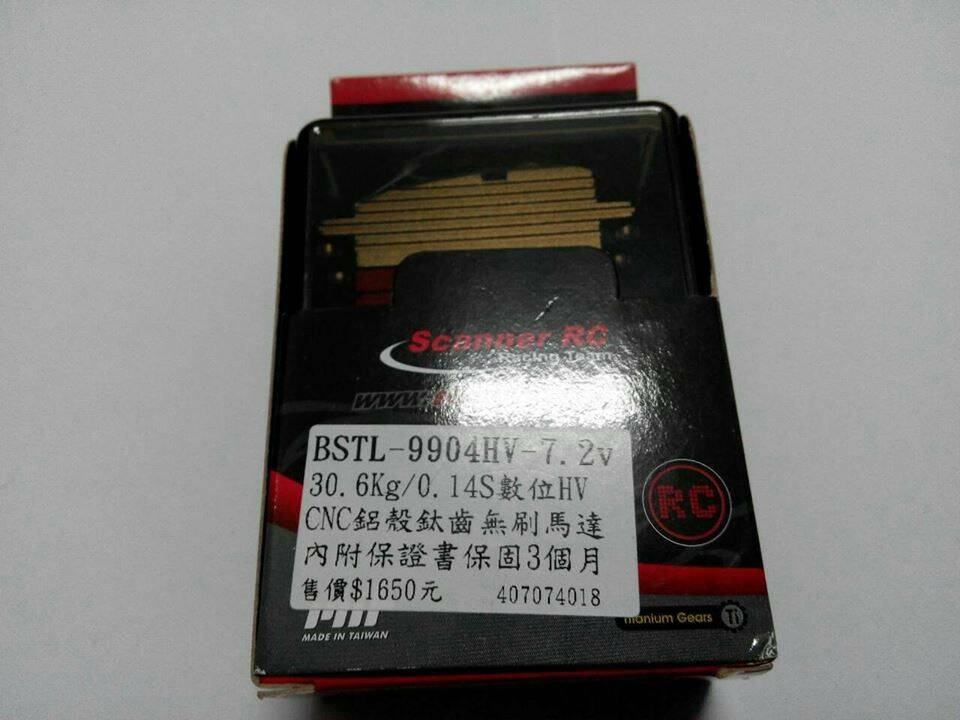 Scanner RC
Racing Team
www.
BSTL-9904HV-7.2v
30.6Kg/0.14S數位HV
CNC鋁殼鈦齒無刷馬達
內附保證書保固3個月
售價$1650元 407074018
RC
MADE IN TAIWAN
Gears Ti